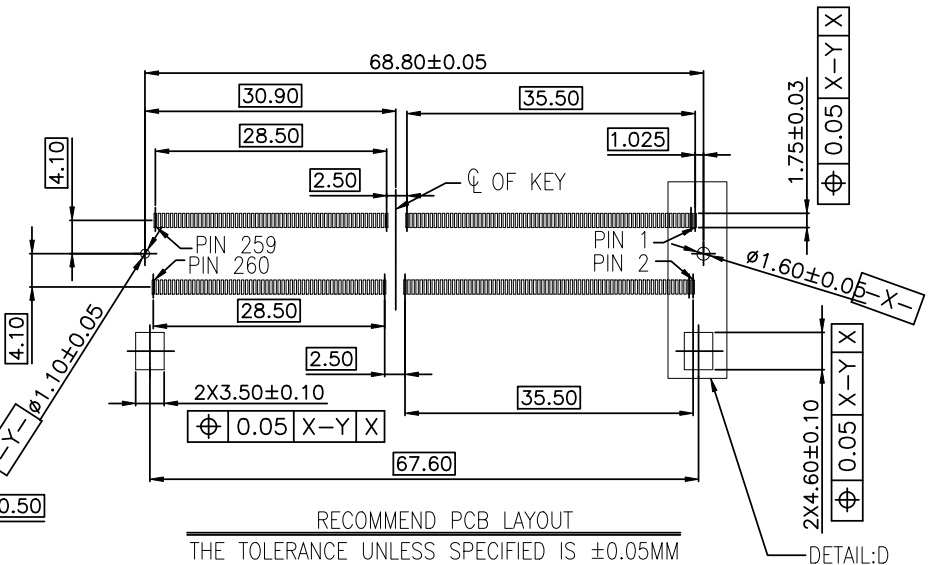 68.80±0.05
30.90
35.50
28.50
1.025
4.10
2.50
℄ OF KEY
1.75±0.03
⌖ 0.05 X-Y X
PIN 259
PIN 260
PIN 1
PIN 2
ø1.60±0.05
-X-
4.10
28.50
2.50
35.50
ø1.10±0.05
-Y-
2X3.50±0.10
⌖ 0.05 X-Y X
2X4.60±0.10
⌖ 0.05 X-Y X
67.60
0.50
RECOMMEND PCB LAYOUT
THE TOLERANCE UNLESS SPECIFIED IS ±0.05MM
DETAIL:D